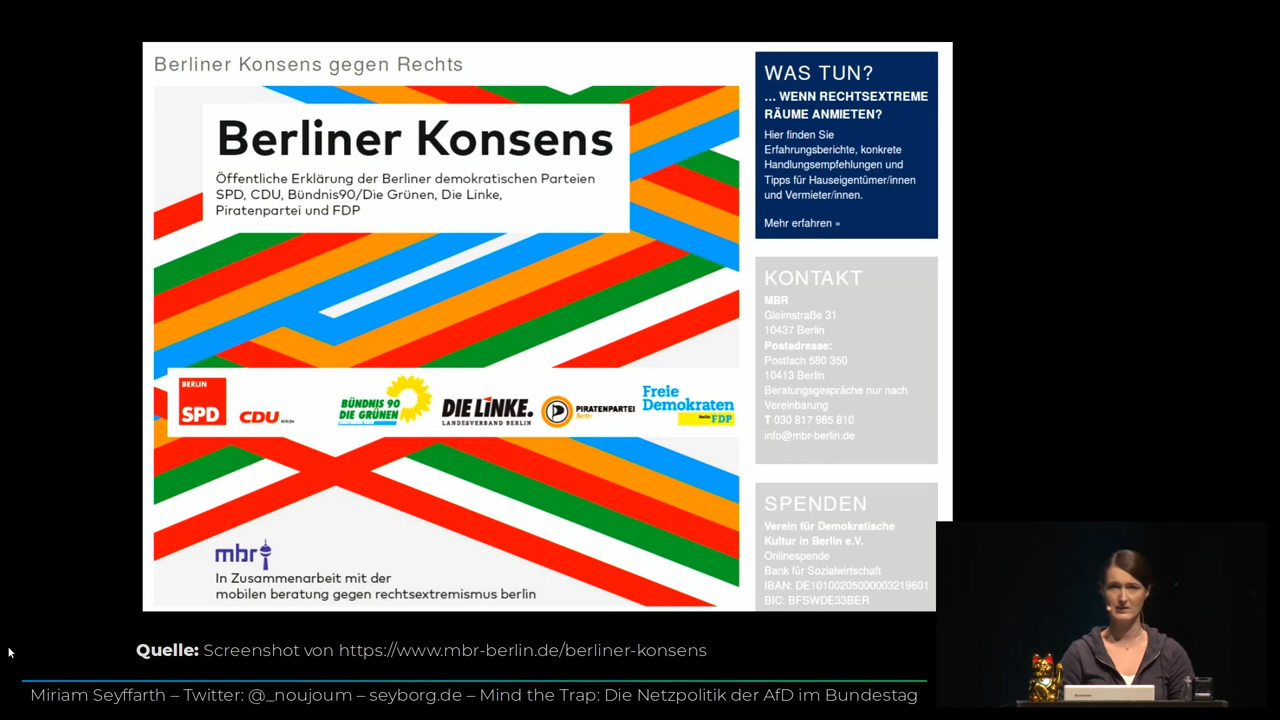 Berliner Konsens gegen Rechts
Berliner Konsens
Öffentliche Erklärung der Berliner demokratischen Parteien
SPD, CDU, Bündnis90/Die Grünen, Die Linke,
Piratenpartei und FDP
BERLIN
SPD
CDU
BERLIN
BÜNDNIS 90
DIE GRÜNEN
DIE LINKE.
LANDESVERBAND BERLIN
PIRATENPARTEI
Berlin
Freie
Demokraten
Berlin FDP
mbr
In Zusammenarbeit mit der
mobilen beratung gegen rechtsextremismus berlin
WAS TUN?
... WENN RECHTSEXTREME
RÄUME ANMIETEN?
Hier finden Sie
Erfahrungsberichte, konkrete
Handlungsempfehlungen und
Tipps für Hauseigentümer/innen
und Vermieter/innen.
Mehr erfahren »
KONTAKT
MBR
Gleimstraße 31
10437 Berlin
Postadresse:
Postfach 580 350
10413 Berlin
Beratungsgespräche nur nach
Vereinbarung
T 030 817 985 810
info@mbr-berlin.de
SPENDEN
Verein für Demokratische
Kultur in Berlin e.V.
Onlinespende
Bank für Sozialwirtschaft
IBAN: DE10100205000003219601
BIC: BFSWDE33BER
Quelle: Screenshot von https://www.mbr-berlin.de/berliner-konsens
Miriam Seyffarth – Twitter: @_noujoum – seyborg.de – Mind the Trap: Die Netzpolitik der AfD im Bundestag